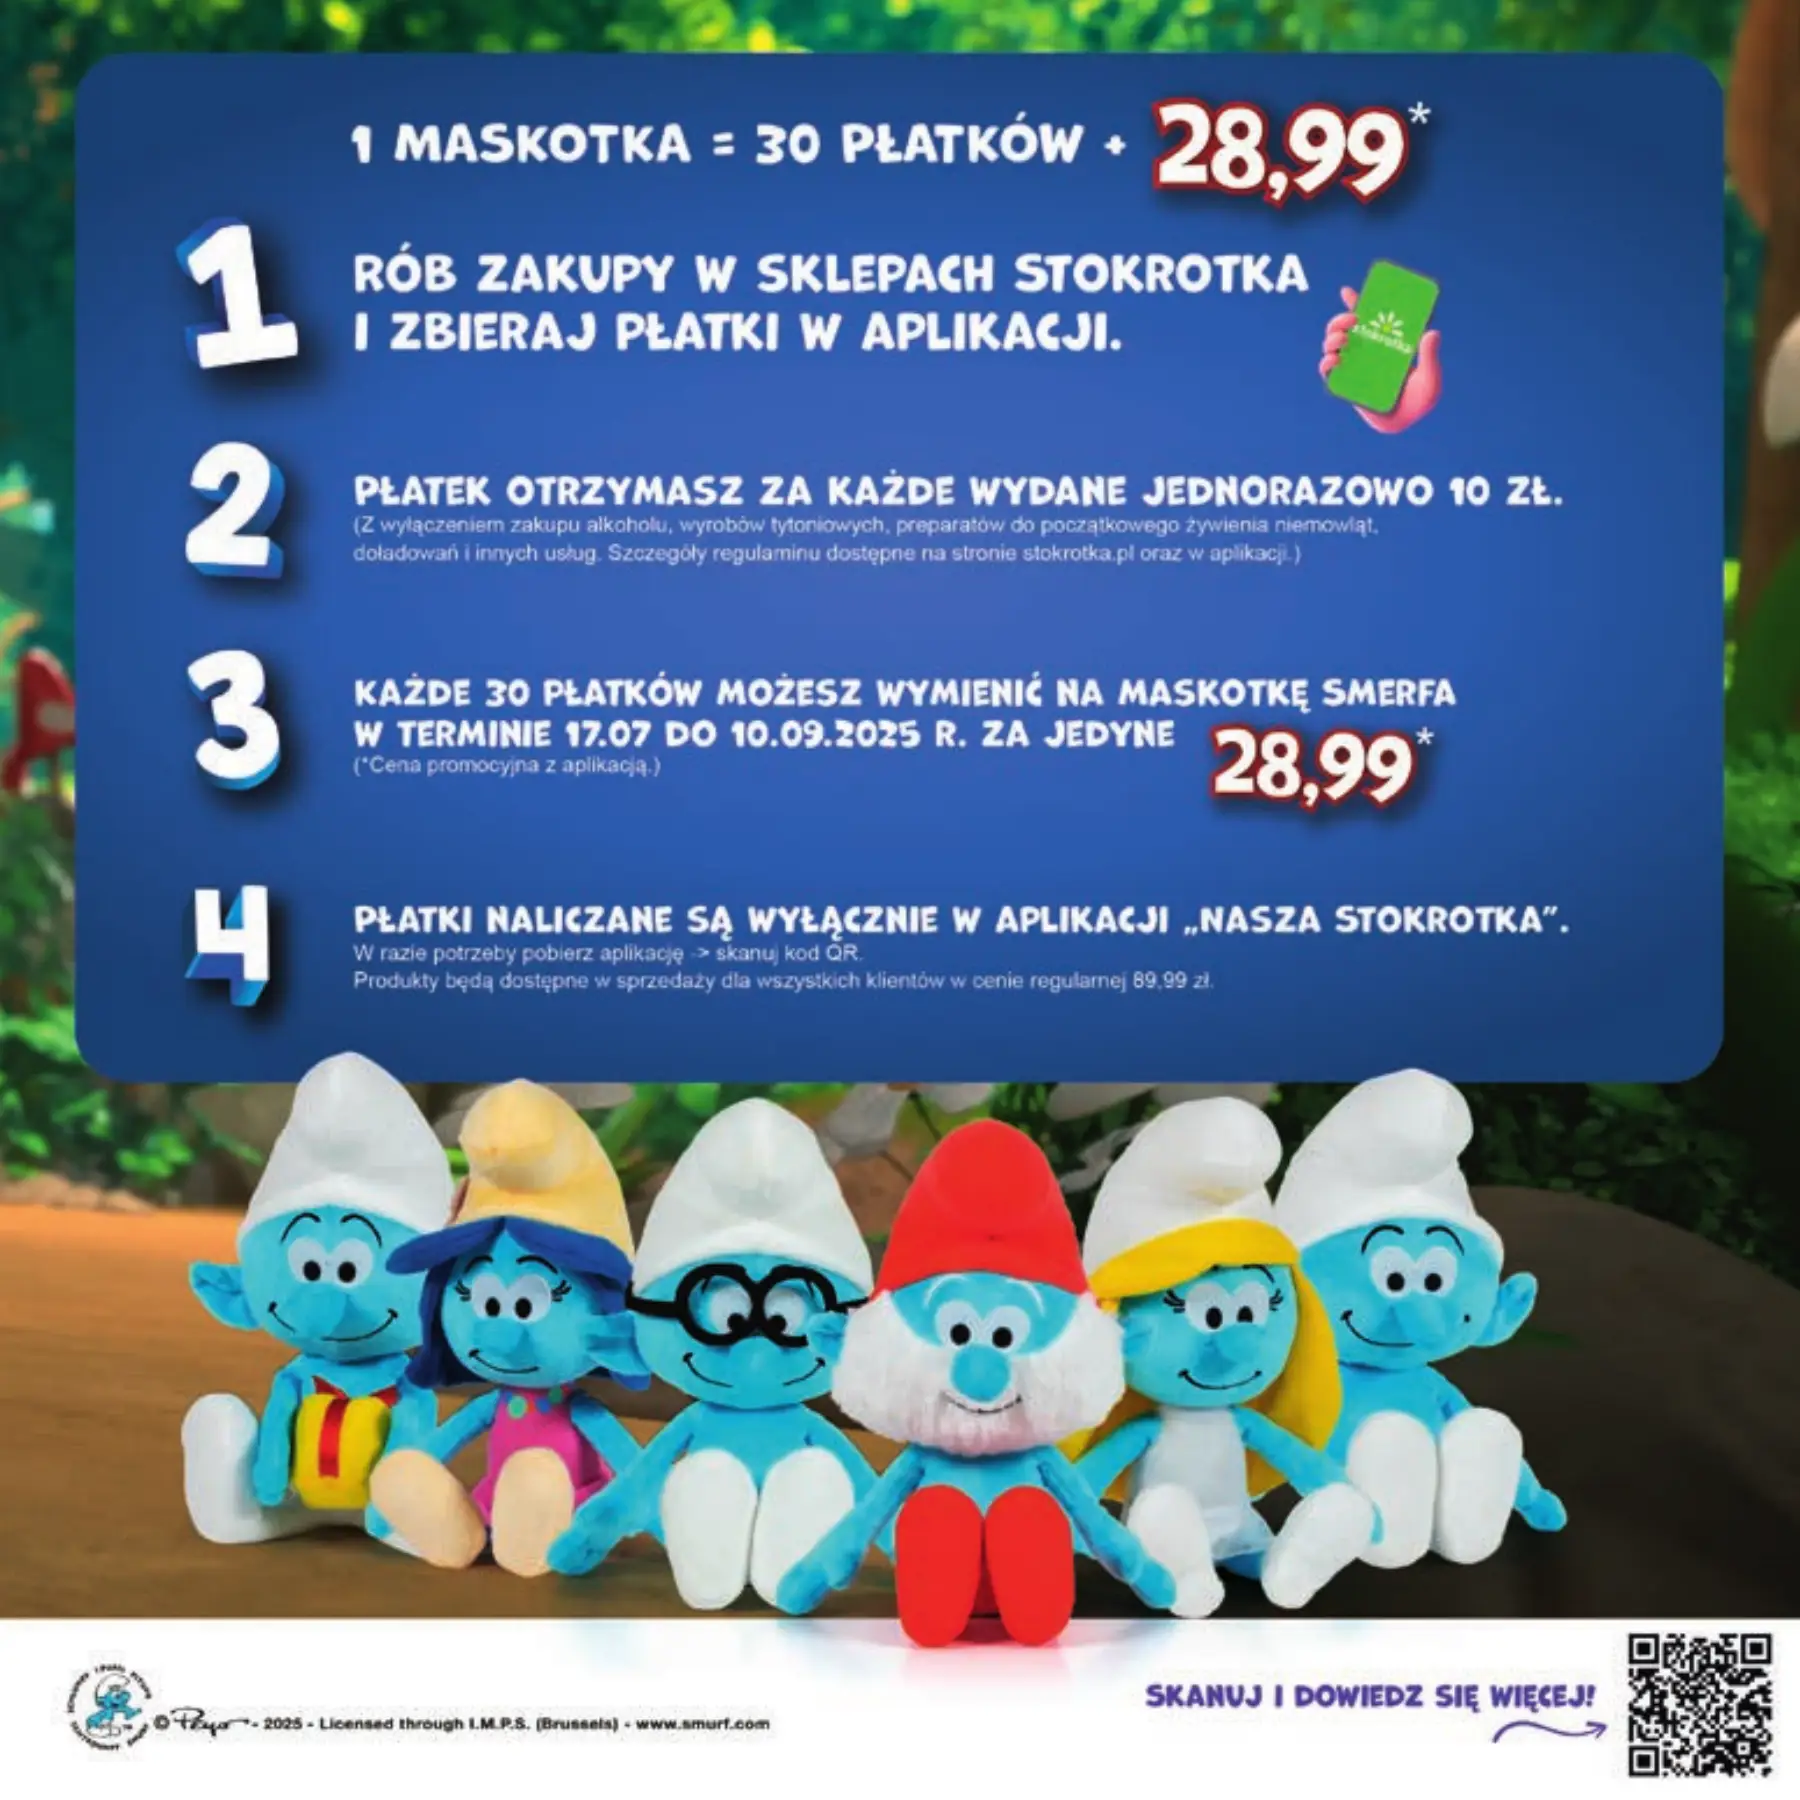 1 MASKOTKA = 30 PŁATKÓW + 28,99*
1
RÓB ZAKUPY W SKLEPACH STOKROTKA
I ZBIERAJ PŁATKI W APLIKACJI.
stokrotka
2
PŁATEK OTRZYMASZ ZA KAŻDE WYDANE JEDNORAZOWO 10 ZŁ.
(Z wyłączeniem zakupu alkoholu, wyrobów tytoniowych, preparatów do początkowego żywienia niemowląt,
doładowań i innych usług. Szczegóły regulaminu dostępne na stronie stokrotka.pl oraz w aplikacji.)
3
KAŻDE 30 PŁATKÓW MOŻESZ WYMIENIĆ NA MASKOTKĘ SMERFA
W TERMINIE 17.07 DO 10.09.2025 R. ZA JEDYNE 28,99*
(*Cena promocyjna z aplikacją.)
4
PŁATKI NALICZANE SĄ WYŁĄCZNIE W APLIKACJI „NASZA STOKROTKA”.
W razie potrzeby pobierz aplikację -> skanuj kod QR.
Produkty będą dostępne w sprzedaży dla wszystkich klientów w cenie regularnej 89,99 zł.
SKANUJ I DOWIEDZ SIĘ WIĘCEJ!
© Peyo - 2025 - Licensed through I.M.P.S. (Brussels) - www.smurf.com